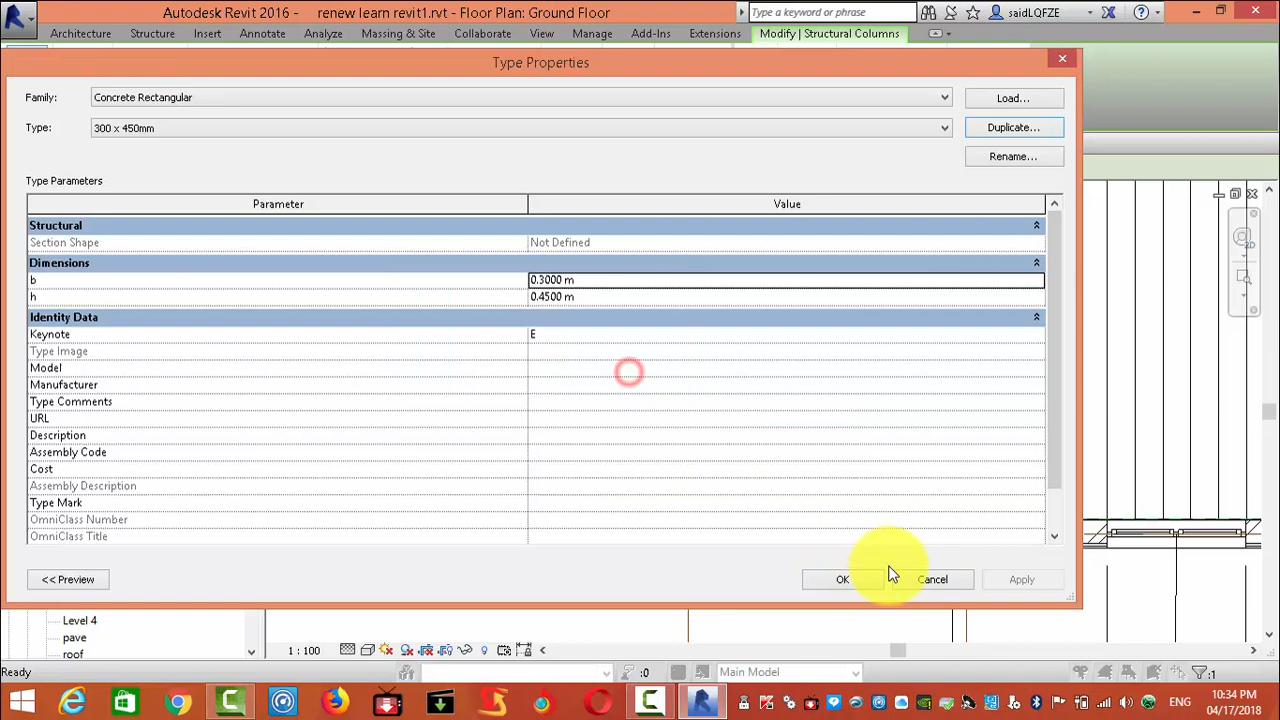 Autodesk Revit 2016 - renew learn revit1.rvt - Floor Plan: Ground Floor
Type a keyword or phrase
saidLQFZE
Architecture Structure Insert Annotate Analyze Massing & Site Collaborate View Manage Add-Ins Extensions Modify | Structural Columns
Type Properties
Family: Concrete Rectangular Load...
Type: 300 x 450mm Duplicate...
Rename...
Type Parameters
Parameter Value
Structural
Section Shape Not Defined
Dimensions
b 0.3000 m
h 0.4500 m
Identity Data
Keynote E
Type Image
Model
Manufacturer
Type Comments
URL
Description
Assembly Code
Cost
Assembly Description
Type Mark
OmniClass Number
OmniClass Title
<< Preview OK Cancel Apply
2D
Level 4
pave
roof
1 : 100
Ready :0 Main Model :1
ENG
10:34 PM
04/17/2018